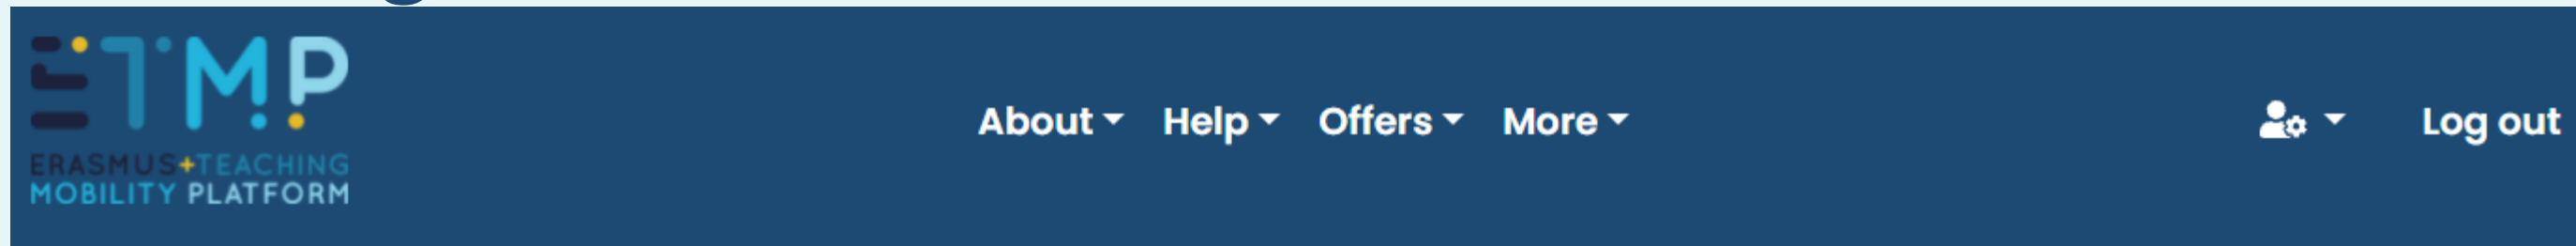 ETMP
ERASMUS+TEACHING
MOBILITY PLATFORM
About Help Offers More Log out